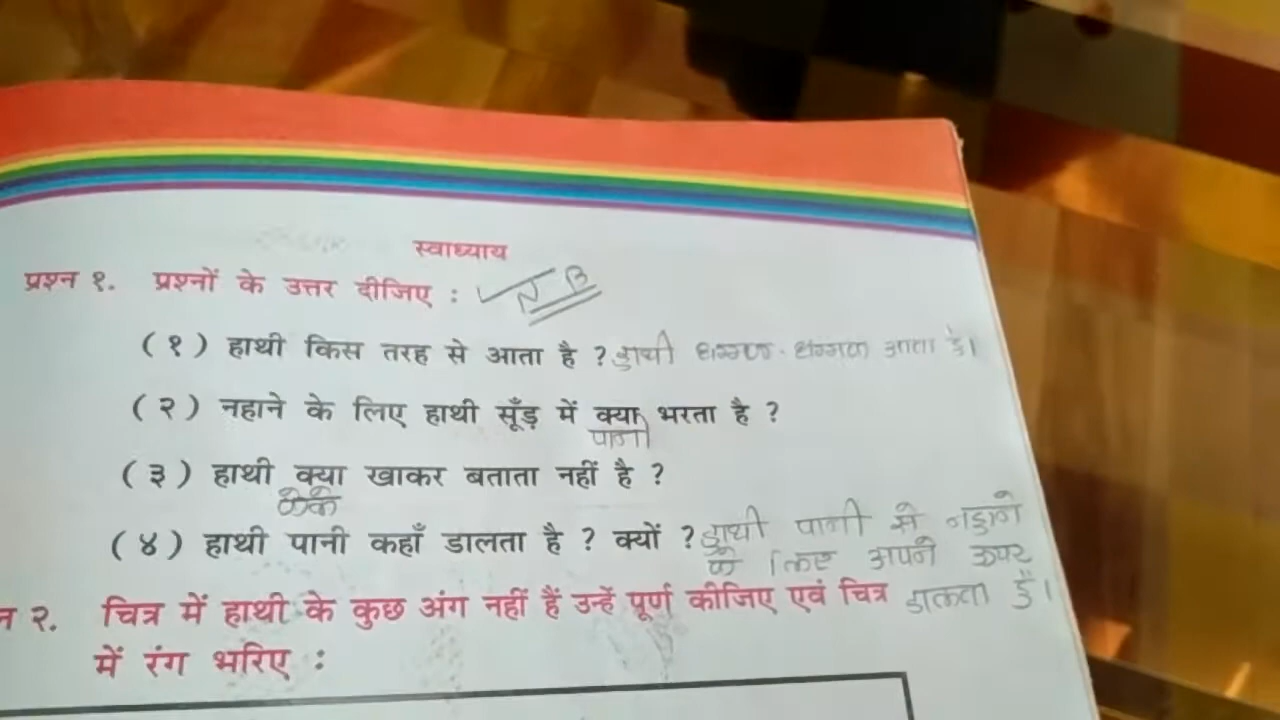 स्वाध्याय
प्रश्न १. प्रश्नों के उत्तर दीजिए : NB
(१) हाथी किस तरह से आता है ? हाथी धम्मक-धम्मक आता है।
(२) नहाने के लिए हाथी सूँड़ में क्या भरता है ?
पानी
(३) हाथी क्या खाकर बताता नहीं है ?
(४) हाथी पानी कहाँ डालता है ? क्यों ? हाथी पानी से नहाने
के लिए अपने ऊपर
न २. चित्र में हाथी के कुछ अंग नहीं हैं उन्हें पूर्ण कीजिए एवं चित्र डालता है।
में रंग भरिए :